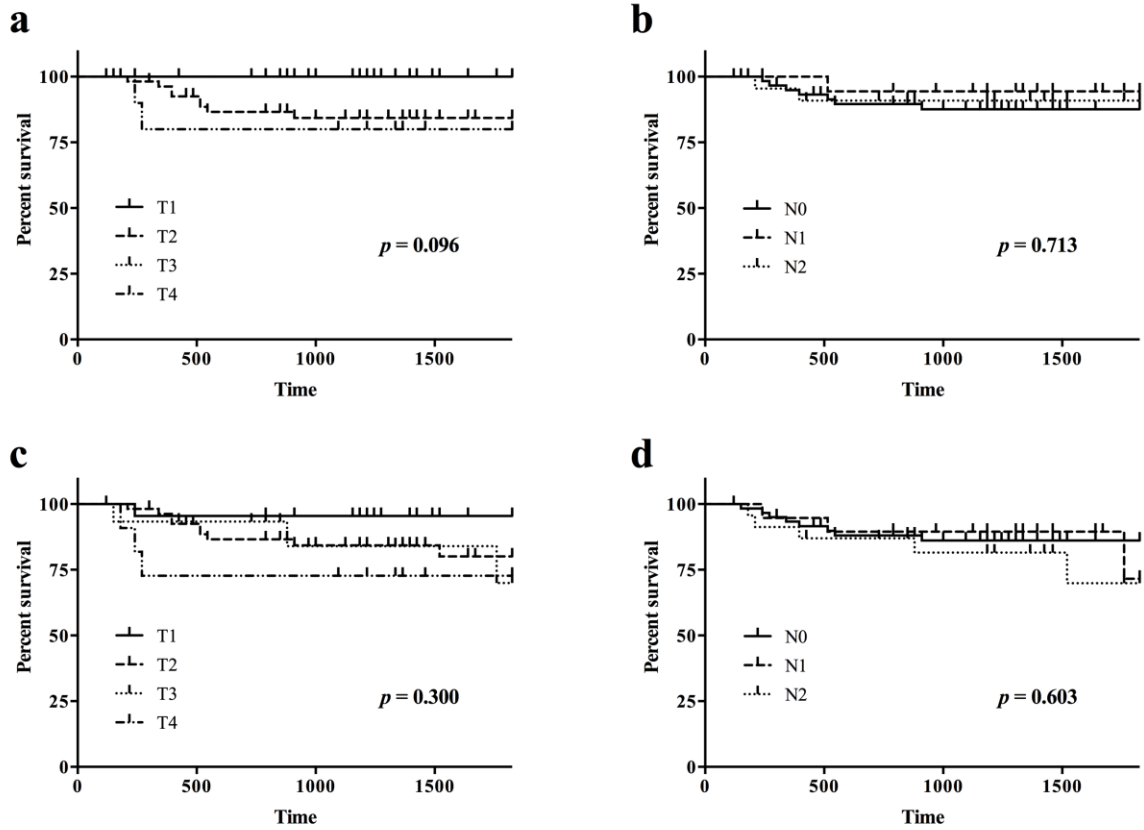 a
100
75
50
25
0
Percent survival
T1
T2
T3
T4
p = 0.096
0
500
1000
1500
Time
b
100
75
50
25
0
Percent survival
N0
N1
N2
p = 0.713
0
500
1000
1500
Time
c
100
75
50
25
0
Percent survival
T1
T2
T3
T4
p = 0.300
0
500
1000
1500
Time
d
100
75
50
25
0
Percent survival
N0
N1
N2
p = 0.603
0
500
1000
1500
Time